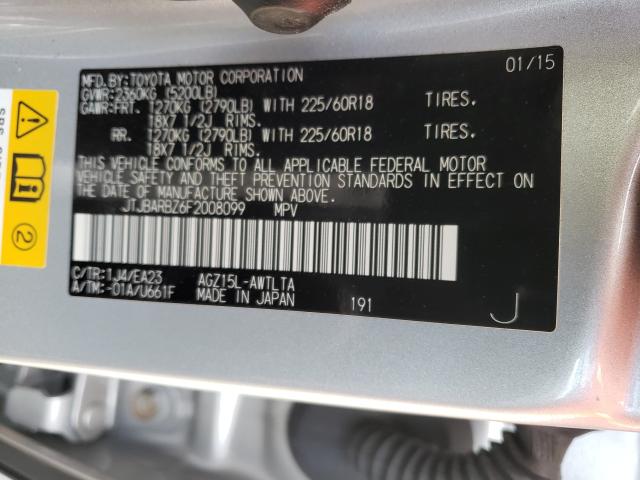 MFD.BY:TOYOTA MOTOR CORPORATION 01/15
GVWR:2360KG (5200LB)
GAWR:FRT. 1270KG (2790LB) WITH 225/60R18 TIRES.
18X7 1/2J RIMS.
RR. 1270KG (2790LB) WITH 225/60R18 TIRES.
18X7 1/2J RIMS.
THIS VEHICLE CONFORMS TO ALL APPLICABLE FEDERAL MOTOR
VEHICLE SAFETY AND THEFT PREVENTION STANDARDS IN EFFECT ON
THE DATE OF MANUFACTURE SHOWN ABOVE.
JTJBARBZ6F2008099 MPV
C/TR:1J4/EA23 AGZ15L-AWTLTA
A/TM:-01A/U661F MADE IN JAPAN 191 J
2